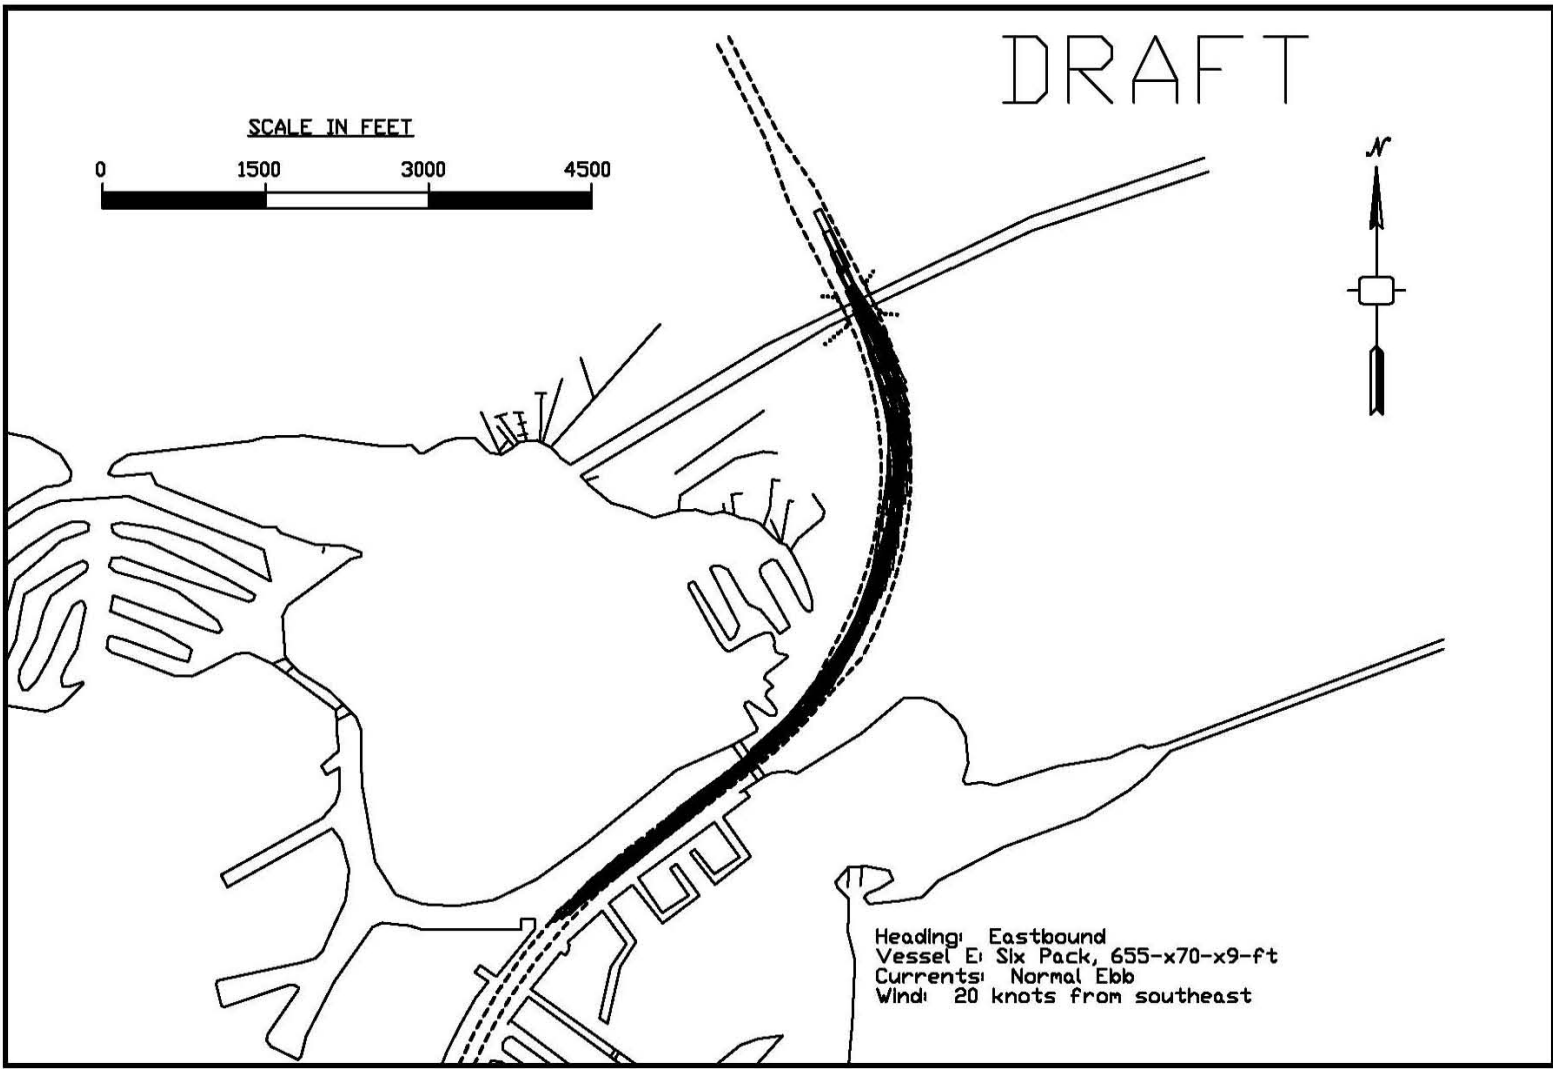 DRAFT
SCALE IN FEET
0 1500 3000 4500
N
Heading: Eastbound
Vessel E: Six Pack, 655-x70-x9-ft
Currents: Normal Ebb
Wind: 20 knots from southeast